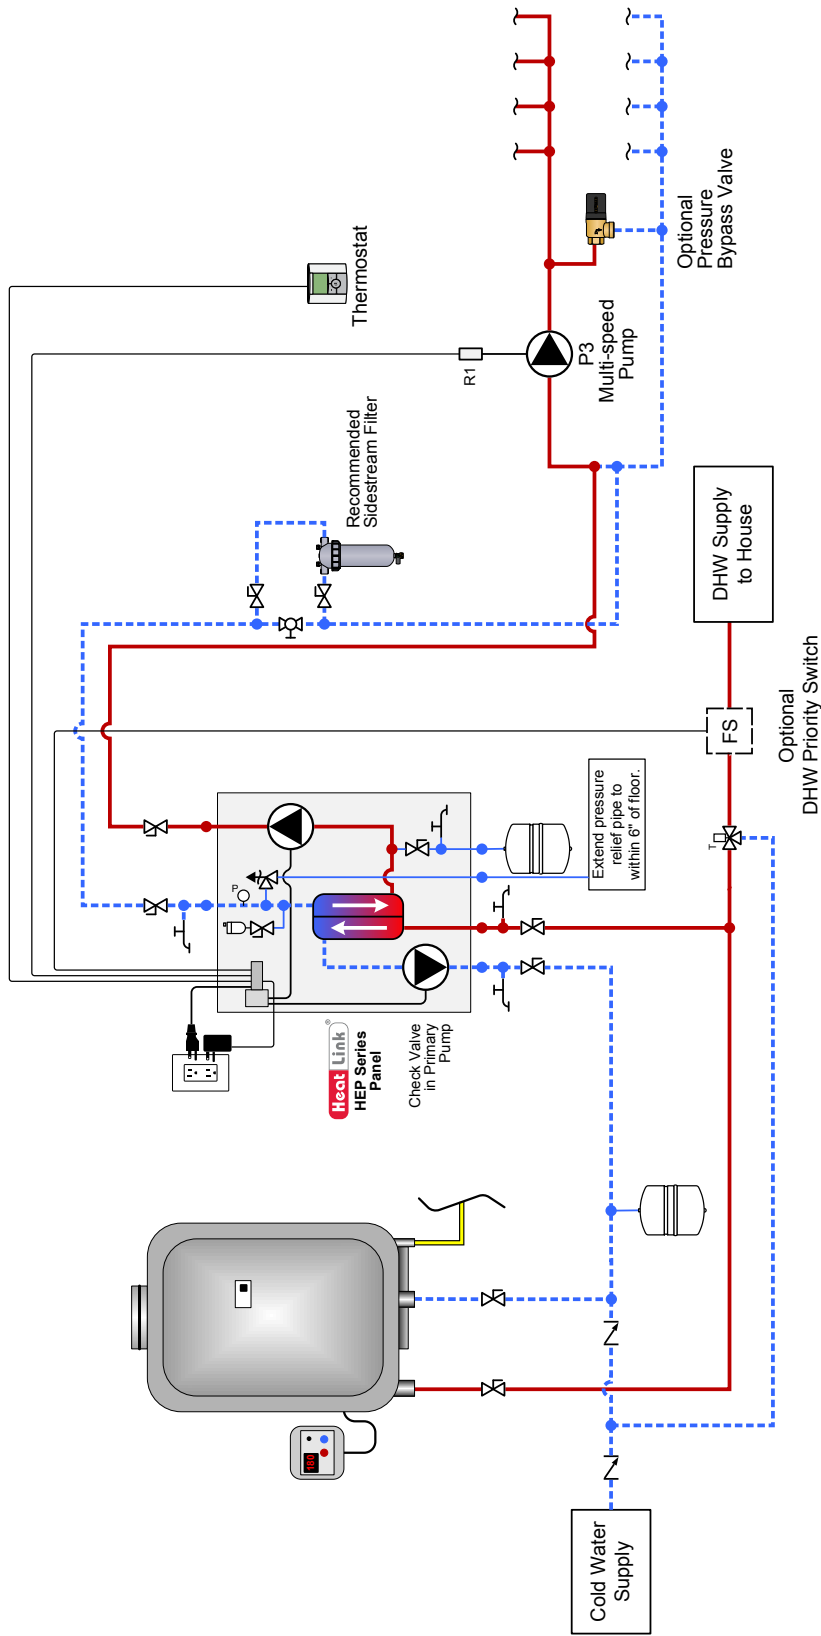 Thermostat
R1
P3
Multi-speed
Pump
Optional
Pressure
Bypass Valve
Recommended
Sidestream Filter
DHW Supply
to House
FS
Optional
DHW Priority Switch
T
Extend pressure
relief pipe to
within 6" of floor.
P
Heat Link®
HEP Series
Panel
Check Valve
in Primary
Pump
180
Cold Water
Supply